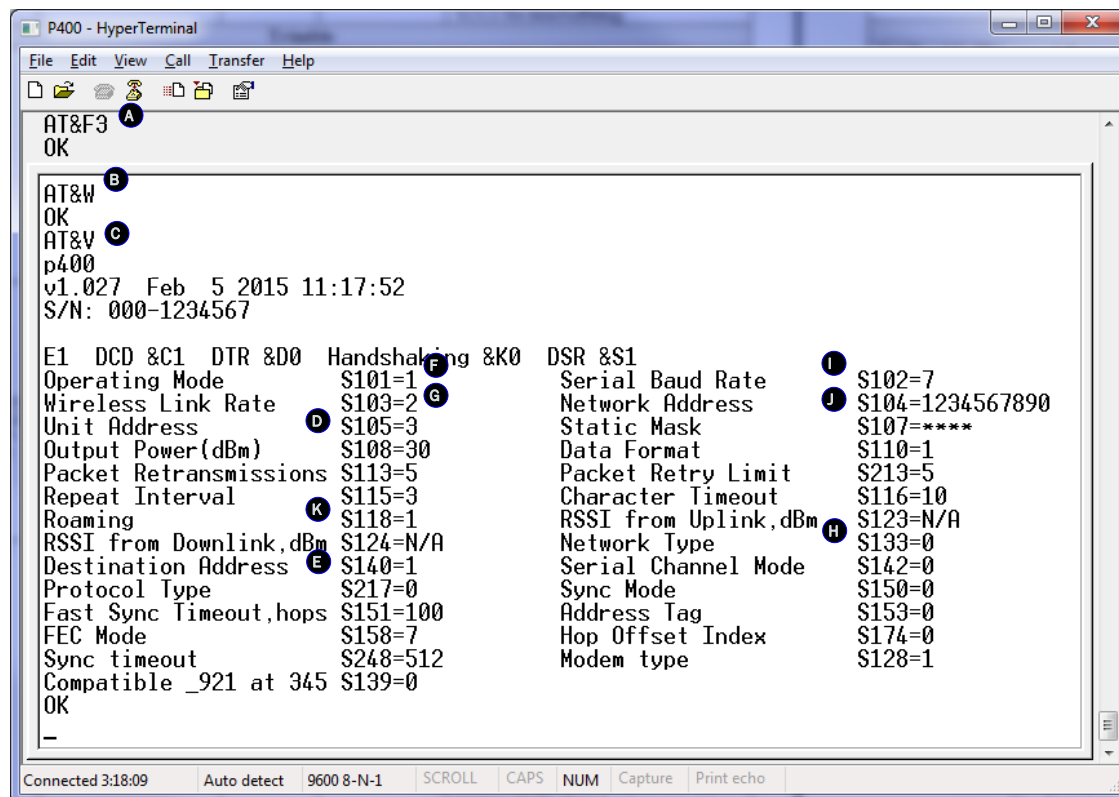 P400 - HyperTerminal
File Edit View Call Transfer Help
AT&F3 A
OK
B
AT&W
OK
AT&V C
p400
v1.027 Feb 5 2015 11:17:52
S/N: 000-1234567
E1 DCD &C1 DTR &D0 Handshaking &K0 DSR &S1
Operating Mode S101=1 F Serial Baud Rate I S102=7
Wireless Link Rate S103=2 G Network Address J S104=1234567890
Unit Address D S105=3 Static Mask S107=****
Output Power(dBm) S108=30 Data Format S110=1
Packet Retransmissions S113=5 Packet Retry Limit S213=5
Repeat Interval S115=3 Character Timeout S116=10
Roaming K S118=1 RSSI from Uplink,dBm S123=N/A
RSSI from Downlink,dBm S124=N/A Network Type H S133=0
Destination Address E S140=1 Serial Channel Mode S142=0
Protocol Type S217=0 Sync Mode S150=0
Fast Sync Timeout,hops S151=100 Address Tag S153=0
FEC Mode S158=7 Hop Offset Index S174=0
Sync timeout S248=512 Modem type S128=1
Compatible _921 at 345 S139=0
OK
_
Connected 3:18:09 Auto detect 9600 8-N-1 SCROLL CAPS NUM Capture Print echo